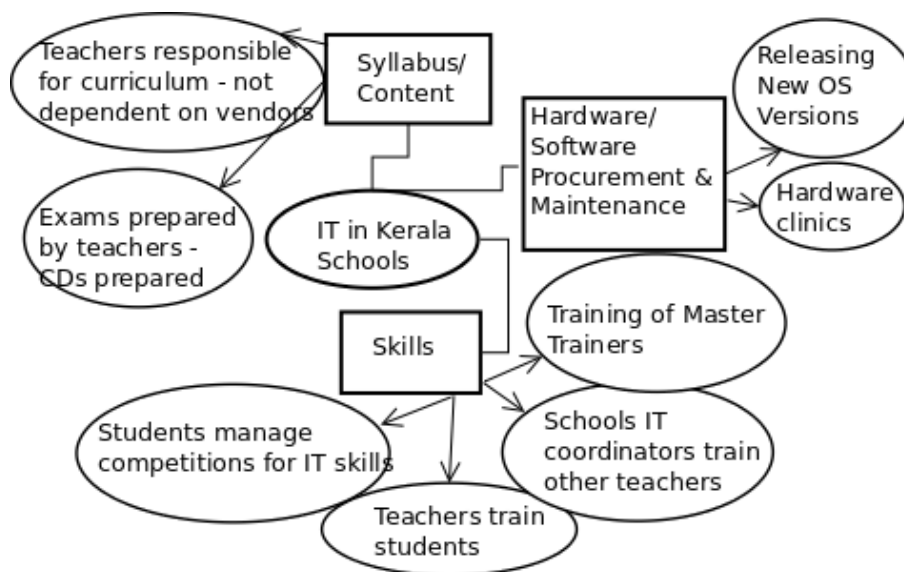 Teachers responsible
for curriculum - not
dependent on vendors
Syllabus/
Content
Releasing
New OS
Versions
Hardware/
Software
Procurement &
Maintenance
Hardware
clinics
Exams prepared
by teachers -
CDs prepared
IT in Kerala
Schools
Training of Master
Trainers
Skills
Students manage
competitions for IT skills
Schools IT
coordinators train
other teachers
Teachers train
students